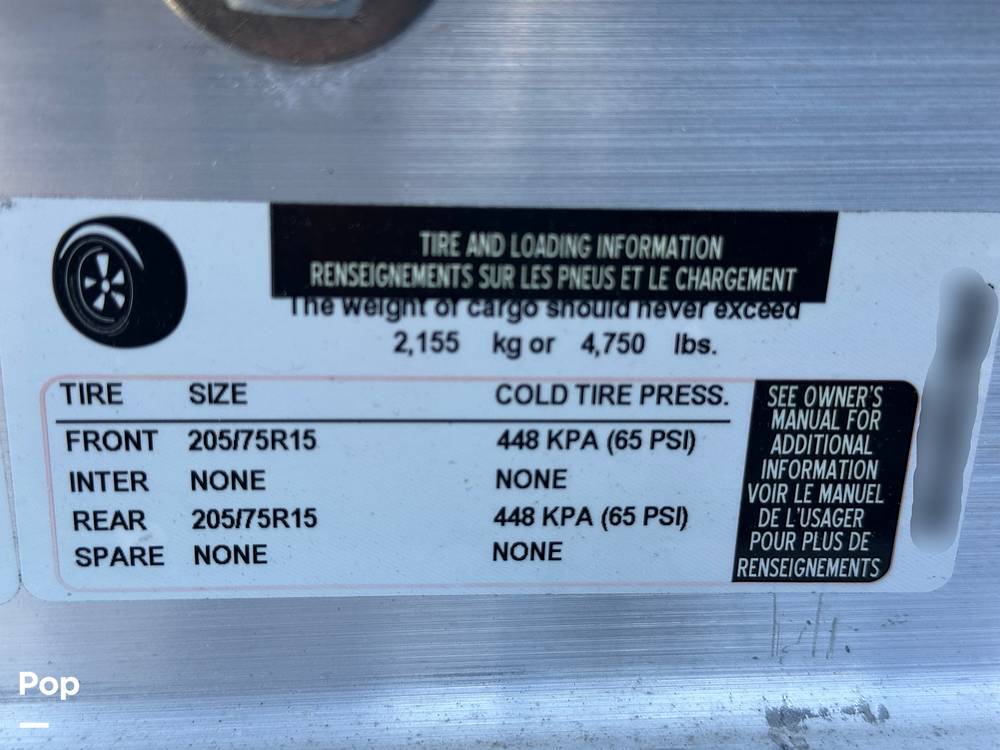 TIRE AND LOADING INFORMATION
RENSEIGNEMENTS SUR LES PNEUS ET LE CHARGEMENT
The weight of cargo should never exceed
2,155 kg or 4,750 lbs.
TIRE SIZE COLD TIRE PRESS.
FRONT 205/75R15 448 KPA (65 PSI)
INTER NONE NONE
REAR 205/75R15 448 KPA (65 PSI)
SPARE NONE NONE
SEE OWNER'S
MANUAL FOR
ADDITIONAL
INFORMATION
VOIR LE MANUEL
DE L'USAGER
POUR PLUS DE
RENSEIGNEMENTS
Pop